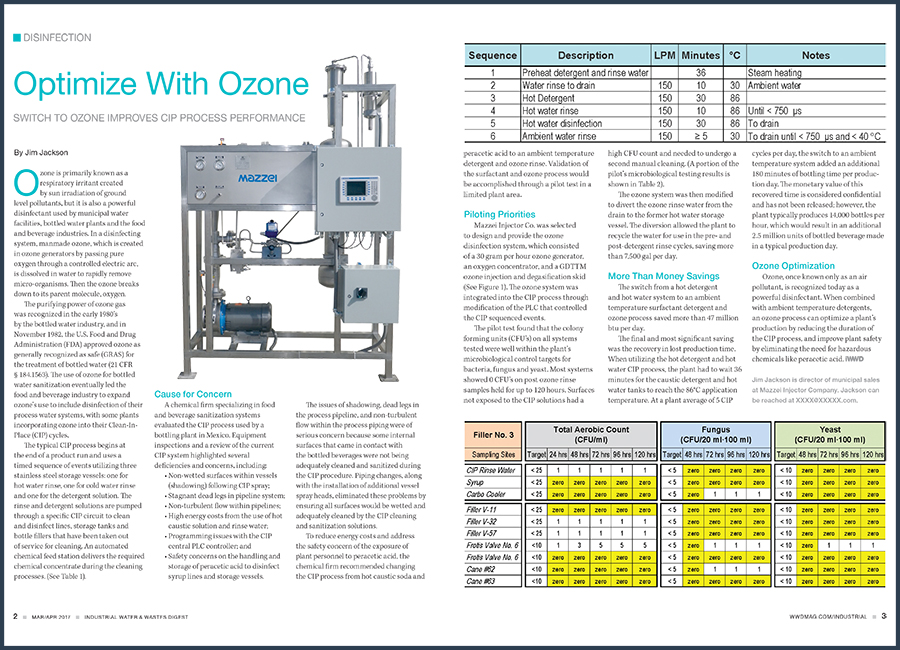 DISINFECTION
Optimize With Ozone
SWITCH TO OZONE IMPROVES CIP PROCESS PERFORMANCE
By Jim Jackson
Ozone is primarily known as a
respiratory irritant created
by sun irradiation of ground
level pollutants, but it is also a powerful
disinfectant used by municipal water
facilities, bottled water plants and the food
and beverage industries. In a disinfecting
system, manmade ozone, which is created
in ozone generators by passing pure
oxygen through a controlled electric arc,
is dissolved in water to rapidly remove
micro-organisms. Then the ozone breaks
down to its parent molecule, oxygen.
The purifying power of ozone gas
was recognized in the early 1980's
by the bottled water industry, and in
November 1982, the U.S. Food and Drug
Administration (FDA) approved ozone as
generally recognized as safe (GRAS) for
the treatment of bottled water (21 CFR
§ 184.1563). The use of ozone for bottled
water sanitization eventually led the
food and beverage industry to expand
ozone's use to include disinfection of their
process water systems, with some plants
incorporating ozone into their Clean-In-
Place (CIP) cycles.
The typical CIP process begins at
the end of a product run and uses a
timed sequence of events utilizing three
stainless steel storage vessels: one for
hot water rinse, one for cold water rinse
and one for the detergent solution. The
rinse and detergent solutions are pumped
through a specific CIP circuit to clean
and disinfect lines, storage tanks and
bottle fillers that have been taken out
of service for cleaning. An automated
chemical feed station delivers the required
chemical concentrate during the cleaning
processes. (See Table 1).
mazzei
Cause for Concern
A chemical firm specializing in food
and beverage sanitization systems
evaluated the CIP process used by a
bottling plant in Mexico. Equipment
inspections and a review of the current
CIP system highlighted several
deficiencies and concerns, including:
• Non-wetted surfaces within vessels
(shadowing) following CIP spray;
• Stagnant dead legs in pipeline system;
• Non-turbulent flow within pipelines;
• High energy costs from the use of hot
caustic solution and rinse water;
• Programming issues with the CIP
central PLC controller; and
• Safety concerns on the handling and
storage of peracetic acid to disinfect
syrup lines and storage vessels.
The issues of shadowing, dead legs in
the process pipeline, and non-turbulent
flow within the process piping were of
serious concern because some internal
surfaces that came in contact with
the bottled beverages were not being
adequately cleaned and sanitized during
the CIP procedure. Piping changes, along
with the installation of additional vessel
spray heads, eliminated these problems by
ensuring all surfaces would be wetted and
adequately cleaned by the CIP cleaning
and sanitization solutions.
To reduce energy costs and address
the safety concern of the exposure of
plant personnel to peracetic acid, the
chemical firm recommended changing
the CIP process from hot caustic soda and
2 MAR/APR 2017 INDUSTRIAL WATER & WASTES DIGEST
Sequence Description LPM Minutes °C Notes
1 Preheat detergent and rinse water 36 Steam heating
2 Water rinse to drain 150 10 30 Ambient water
3 Hot Detergent 150 30 86
4 Hot water rinse 150 10 86 Until < 750 µs
5 Hot water disinfection 150 30 86 To drain
6 Ambient water rinse 150 ≥ 5 30 To drain until < 750 µs and < 40 °C
peracetic acid to an ambient temperature
detergent and ozone rinse. Validation of
the surfactant and ozone process would
be accomplished through a pilot test in a
limited plant area.
Piloting Priorities
Mazzei Injector Co. was selected
to design and provide the ozone
disinfection system, which consisted
of a 30 gram per hour ozone generator,
an oxygen concentrator, and a GDTTM
ozone injection and degasification skid
(See Figure 1). The ozone system was
integrated into the CIP process through
modification of the PLC that controlled
the CIP sequenced events.
The pilot test found that the colony
forming units (CFU's) on all systems
tested were well within the plant's
microbiological control targets for
bacteria, fungus and yeast. Most systems
showed 0 CFU's on post ozone rinse
samples held for up to 120 hours. Surfaces
not exposed to the CIP solutions had a
high CFU count and needed to undergo a
second manual cleaning. (A portion of the
pilot's microbiological testing results is
shown in Table 2).
The ozone system was then modified
to divert the ozone rinse water from the
drain to the former hot water storage
vessel. The diversion allowed the plant to
recycle the water for use in the pre- and
post-detergent rinse cycles, saving more
than 7,500 gal per day.
More Than Money Savings
The switch from a hot detergent
and hot water system to an ambient
temperature surfactant detergent and
ozone process saved more than 47 million
btu per day.
The final and most significant saving
was the recovery in lost production time.
When utilizing the hot detergent and hot
water CIP process, the plant had to wait 36
minutes for the caustic detergent and hot
water tanks to reach the 86°C application
temperature. At a plant average of 5 CIP
cycles per day, the switch to an ambient
temperature system added an additional
180 minutes of bottling time per produc-
tion day. The monetary value of this
recovered time is considered confidential
and has not been released; however, the
plant typically produces 14,000 bottles per
hour, which would result in an additional
2.5 million units of bottled beverage made
in a typical production day.
Ozone Optimization
Ozone, once known only as an air
pollutant, is recognized today as a
powerful disinfectant. When combined
with ambient temperature detergents,
an ozone process can optimize a plant's
production by reducing the duration of
the CIP process, and improve plant safety
by eliminating the need for hazardous
chemicals like peracetic acid. IWWD
Jim Jackson is director of municipal sales
at Mazzei Injector Company. Jackson can
be reached at XXXX@XXXXX.com.
Filler No. 3 Total Aerobic Count (CFU/ml) Fungus (CFU/20 ml-100 ml) Yeast (CFU/20 ml-100 ml)
Sampling Sites Target 24 hrs 48 hrs 72 hrs 96 hrs 120 hrs Target 48 hrs 72 hrs 96 hrs 120 hrs Target 48 hrs 72 hrs 96 hrs 120 hrs
CIP Rinse Water < 25 1 1 1 1 1 < 5 zero zero zero zero < 10 zero zero zero zero
Syrup < 25 zero zero zero zero zero < 5 zero zero zero zero < 10 zero zero zero zero
Carbo Cooler < 25 zero zero zero zero zero < 5 zero 1 1 1 < 10 zero zero zero zero
Filler V-11 < 25 zero zero zero zero zero < 5 zero zero zero zero < 10 zero zero zero zero
Filler V-32 < 25 1 1 1 1 1 < 5 zero zero zero zero < 10 zero zero zero zero
Filler V-57 < 25 1 1 1 1 1 < 5 zero zero zero zero < 10 zero zero zero zero
Frotis Valve No. 6 <10 1 3 5 5 5 < 5 zero 1 1 1 < 10 zero 1 1 1
Frotis Valve No. 6 <10 zero zero zero zero zero < 5 zero zero zero zero < 10 zero zero zero zero
Cane #62 <10 zero zero zero zero zero < 5 zero 1 1 1 < 10 zero zero zero zero
Cane #63 <10 zero zero zero zero zero < 5 zero zero zero zero < 10 zero zero zero zero
WWDMAG.COM/INDUSTRIAL 3